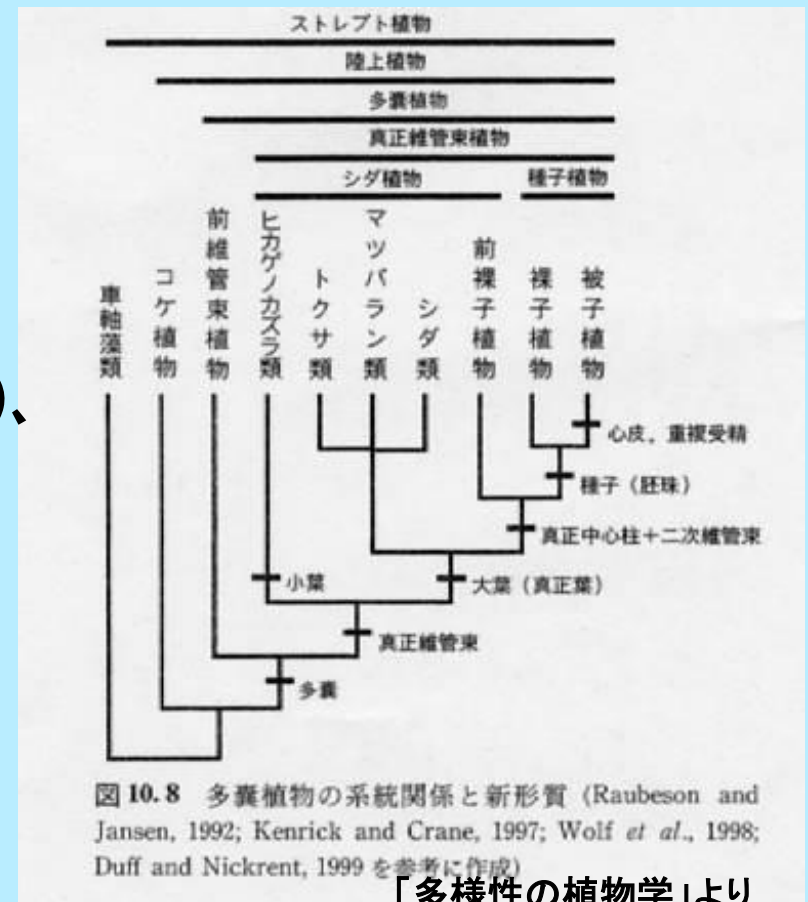 ストレプト植物
陸上植物
多嚢植物
真正維管束植物
シダ植物
種子植物
車軸藻類
コケ植物
前維管束植物
ヒカゲノカズラ類
トクサ類
マツバラン類
シダ類
前裸子植物
裸子植物
被子植物
)、
心皮,重複受精
種子(胚珠)
真正中心柱+二次維管束
小葉
大葉(真正葉)
真正維管束
多嚢
図10.8 多嚢植物の系統関係と新形質 (Raubeson and
Jansen, 1992; Kenrick and Crane, 1997; Wolf et al., 1998;
Duff and Nickrent, 1999 を参考に作成)
「多様性の植物学」より